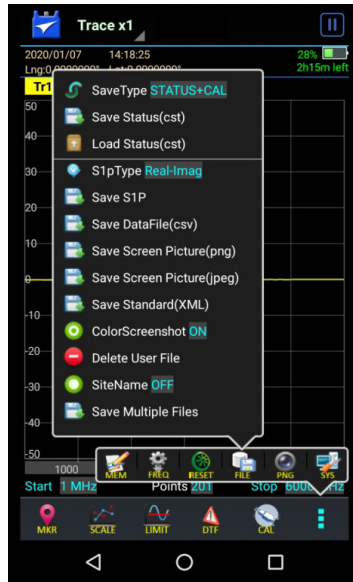 Trace x1
2020/01/07 14:18:25 28%
2h15m left
Tr1
SaveType STATUS+CAL
Save Status(cst)
Load Status(cst)
S1pType Real-Imag
Save S1P
Save DataFile(csv)
Save Screen Picture(png)
Save Screen Picture(jpeg)
Save Standard(XML)
ColorScreenshot ON
Delete User File
SiteName OFF
Save Multiple Files
50
40
30
20
10
0
-10
-20
-30
-40
-50
1000
MEM FREQ RESET FILE PNG SYS
Start 1 MHz Points 201 Stop
MKR SCALE LIMIT DTF CAL